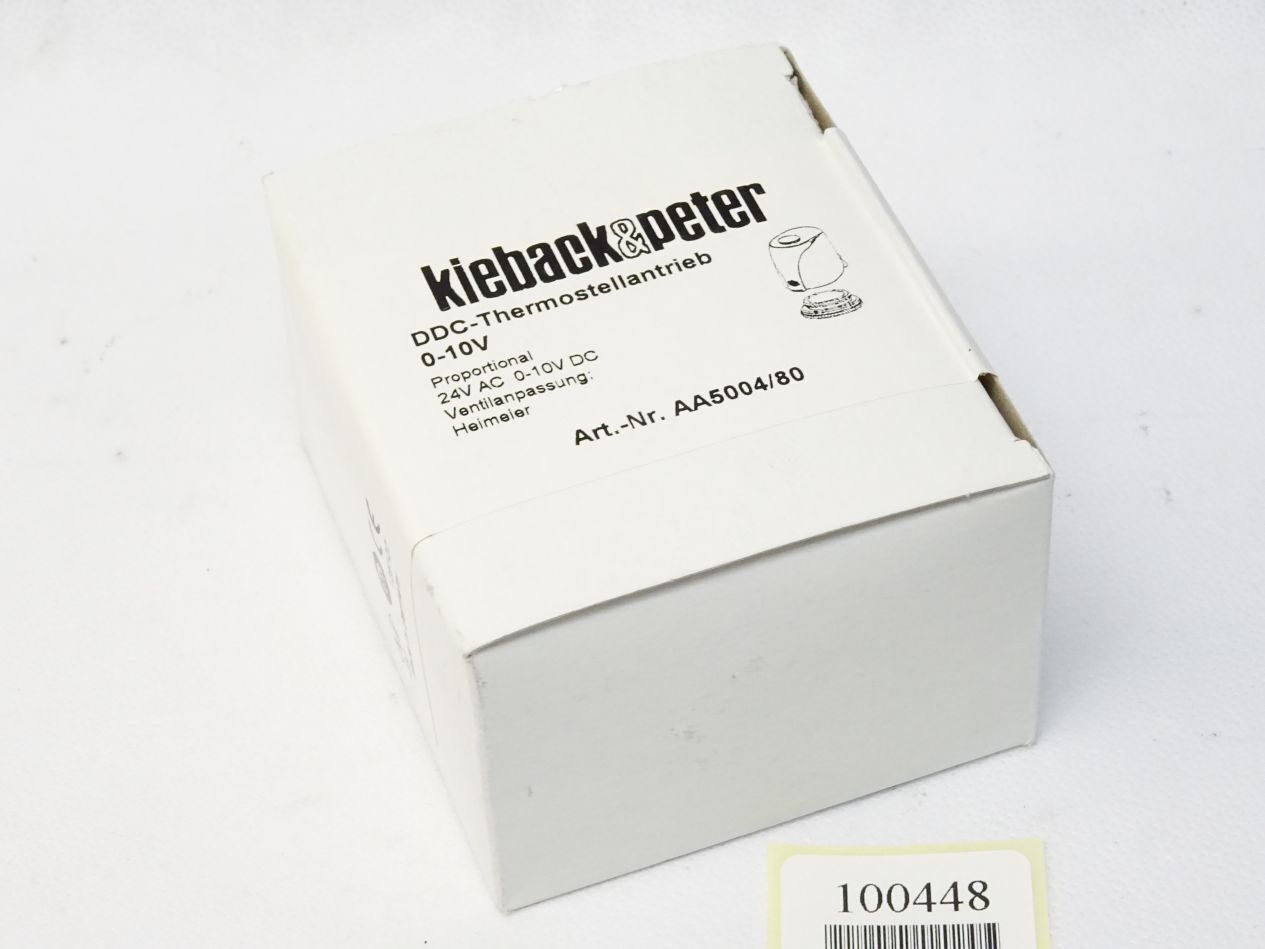 kieback&peter
DDC-Thermostellantrieb
0-10V
Proportional
24V AC 0-10V DC
Ventilanpassung:
Heimeier
Art.-Nr. AA5004/80
100448